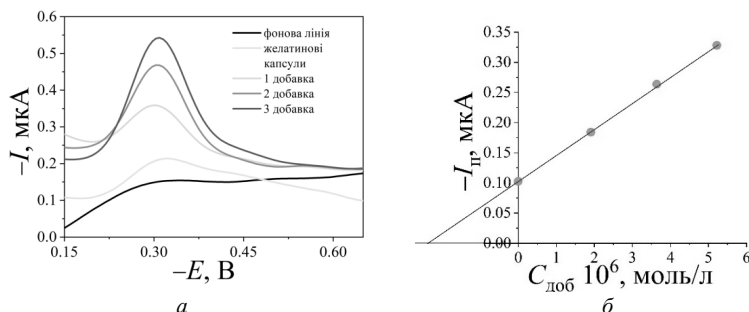 –I, мкА
0.6
0.5
0.4
0.3
0.2
0.1
0.0
0.15
0.30
0.45
0.60
–E, В
фонова лінія
желатинові
капсули
1 добавка
2 добавка
3 добавка
а
–Iп, мкА
0.35
0.30
0.25
0.20
0.15
0.10
0.05
0.00
0 1 2 3 4 5 6
Cдоб 10⁶, моль/л
б